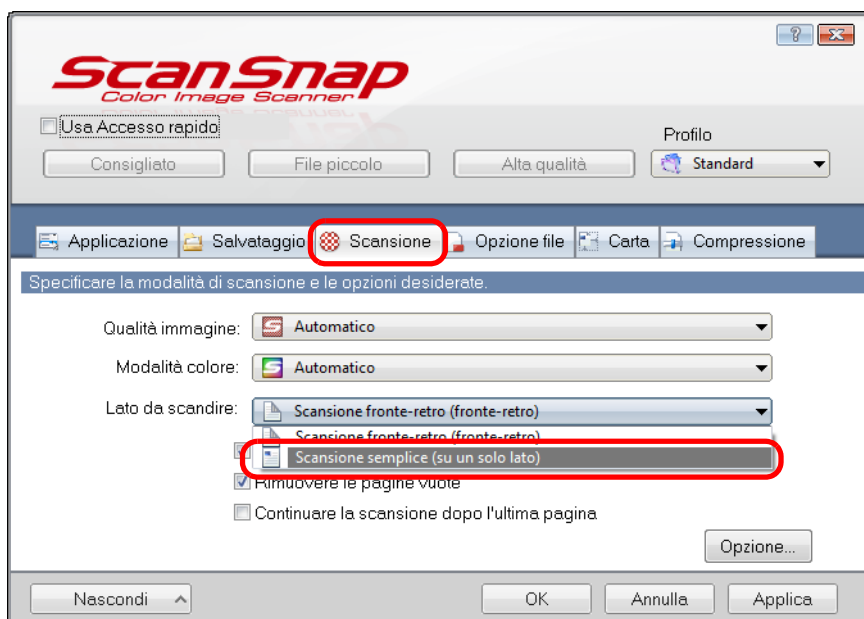 ScanSnap
Color Image Scanner
Usa Accesso rapido
Profilo
Consigliato File piccolo Alta qualità Standard
Applicazione Salvataggio Scansione Opzione file Carta Compressione
Specificare la modalità di scansione e le opzioni desiderate.
Qualità immagine: Automatico
Modalità colore: Automatico
Lato da scandire: Scansione fronte-retro (fronte-retro)
Scansione fronte-retro (fronte-retro)
Scansione semplice (su un solo lato)
Rimuovere le pagine vuote
Continuare la scansione dopo l'ultima pagina
Opzione...
Nascondi OK Annulla Applica